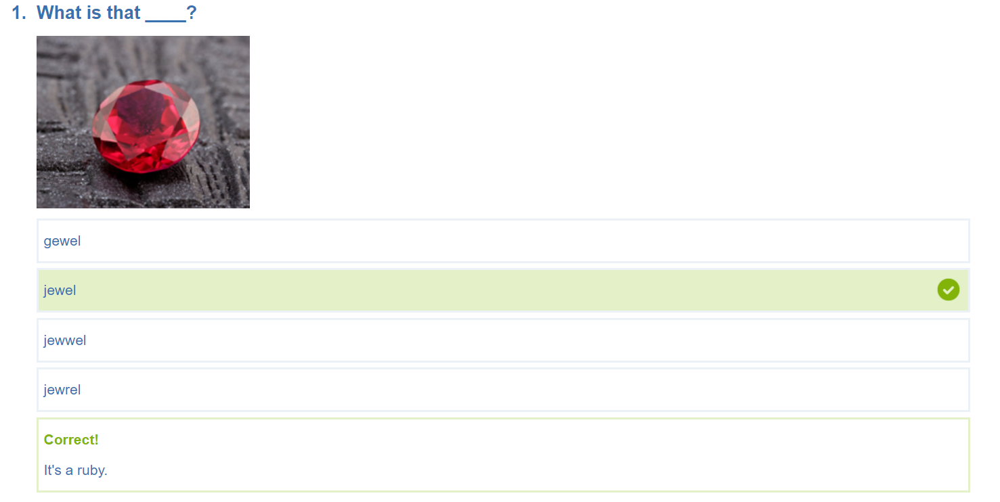 1. What is that ____?
gewel
jewel
jewwel
jewrel
Correct!
It's a ruby.